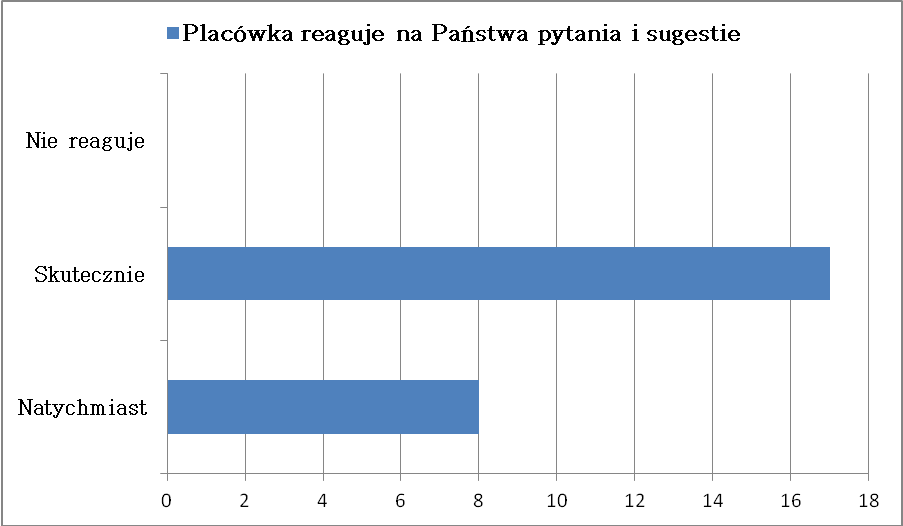 Placówka reaguje na Państwa pytania i sugestie
Nie reaguje
Skutecznie
Natychmiast
0 2 4 6 8 10 12 14 16 18